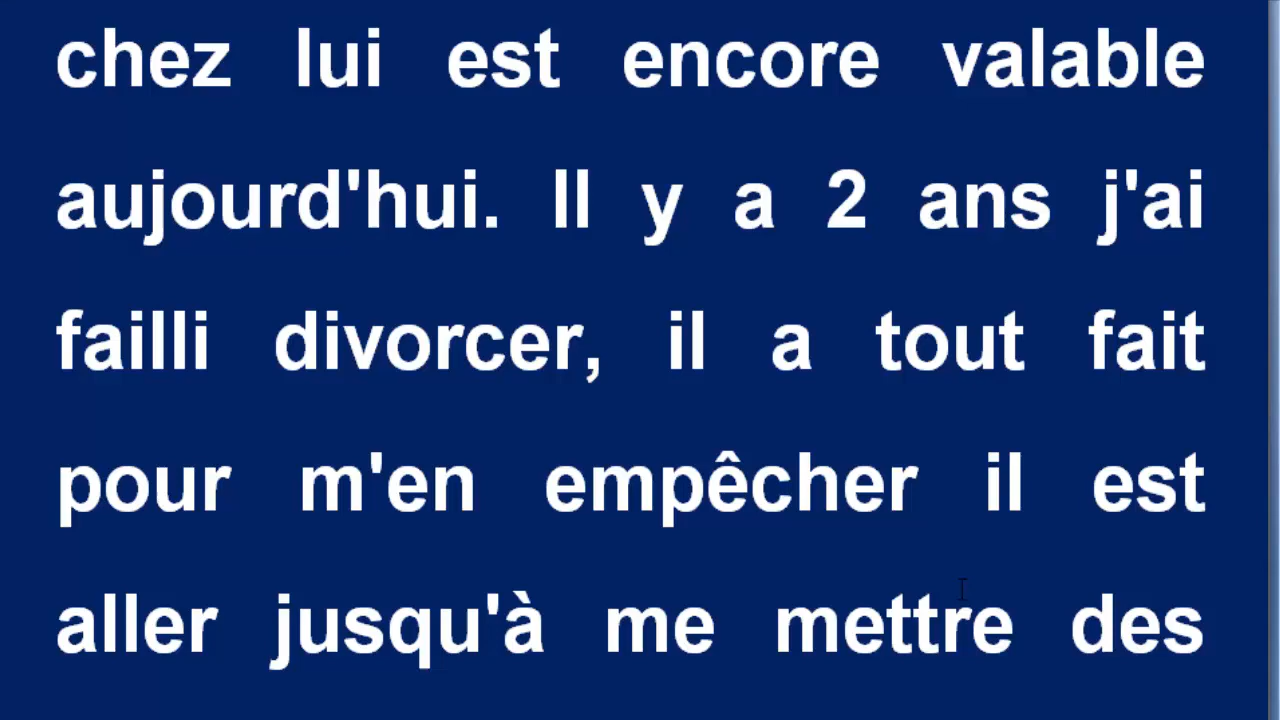 chez lui est encore valable
aujourd'hui. Il y a 2 ans j'ai
failli divorcer, il a tout fait
pour m'en empêcher il est
aller jusqu'à me mettre des